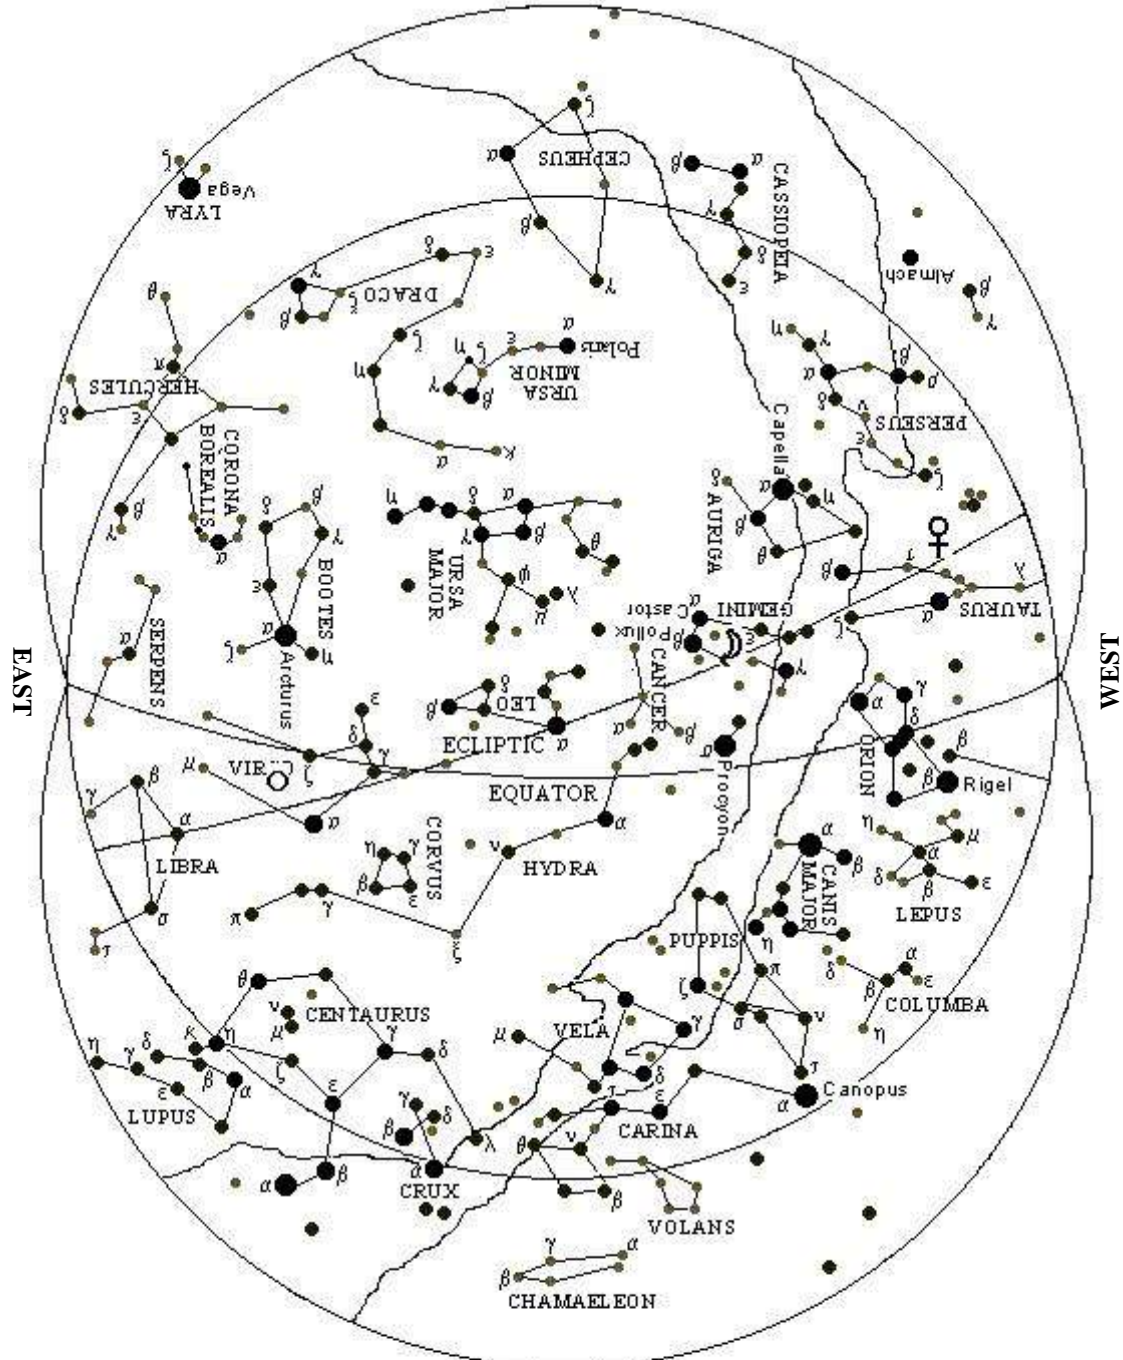 ζ
α
CEPHEUS
β
γ
β
α
γ
δ
ε
CASSIOPEIA
ζ
Vega
LYRA
Almach
β
γ
γ
δ
ε
DRACO
β
ξ
ζ
η
α
κ
θ
π
HERCULES
δ
ε
β
γ
α
Polaris
ε
ζ
η
γ
β
URSA
MINOR
η
γ
α
β
ρ
δ
ν
ε
ζ
PERSEUS
Capella
α
δ
β
η
θ
AURIGA
CORONA
BOREALIS
α
δ
β
γ
ε
α
ζ
η
BOOTES
Arcturus
η
δ
α
γ
β
θ
φ
λ
μ
URSA
MAJOR
♀
τ
β
λ
α
ζ
TAURUS
α
Castor
GEMINI
β
Pollux
ε
γ
SERPENS
α
EAST
WEST
CANCER
α
β
LEO
β
δ
α
ECLIPTIC
EQUATOR
ε
δ
γ
VIR
ζ
μ
α
α
Procyon
α
γ
δ
β
β
Rigel
ORION
β
γ
α
σ
τ
LIBRA
CORVUS
η
γ
β
ε
π
γ
ν
α
ξ
HYDRA
α
β
η
CANIS
MAJOR
η
μ
α
δ
β
ε
LEPUS
PUPPIS
ζ
π
σ
ν
τ
δ
α
β
ε
η
COLUMBA
θ
CENTAURUS
ν
μ
κ
η
ζ
ε
γ
δ
λ
α
β
η
γ
δ
ε
β
α
LUPUS
VELA
μ
γ
δ
Canopus
α
CARINA
ι
ε
θ
ν
β
γ
δ
β
α
CRUX
VOLANS
γ
α
β
CHAMAELEON